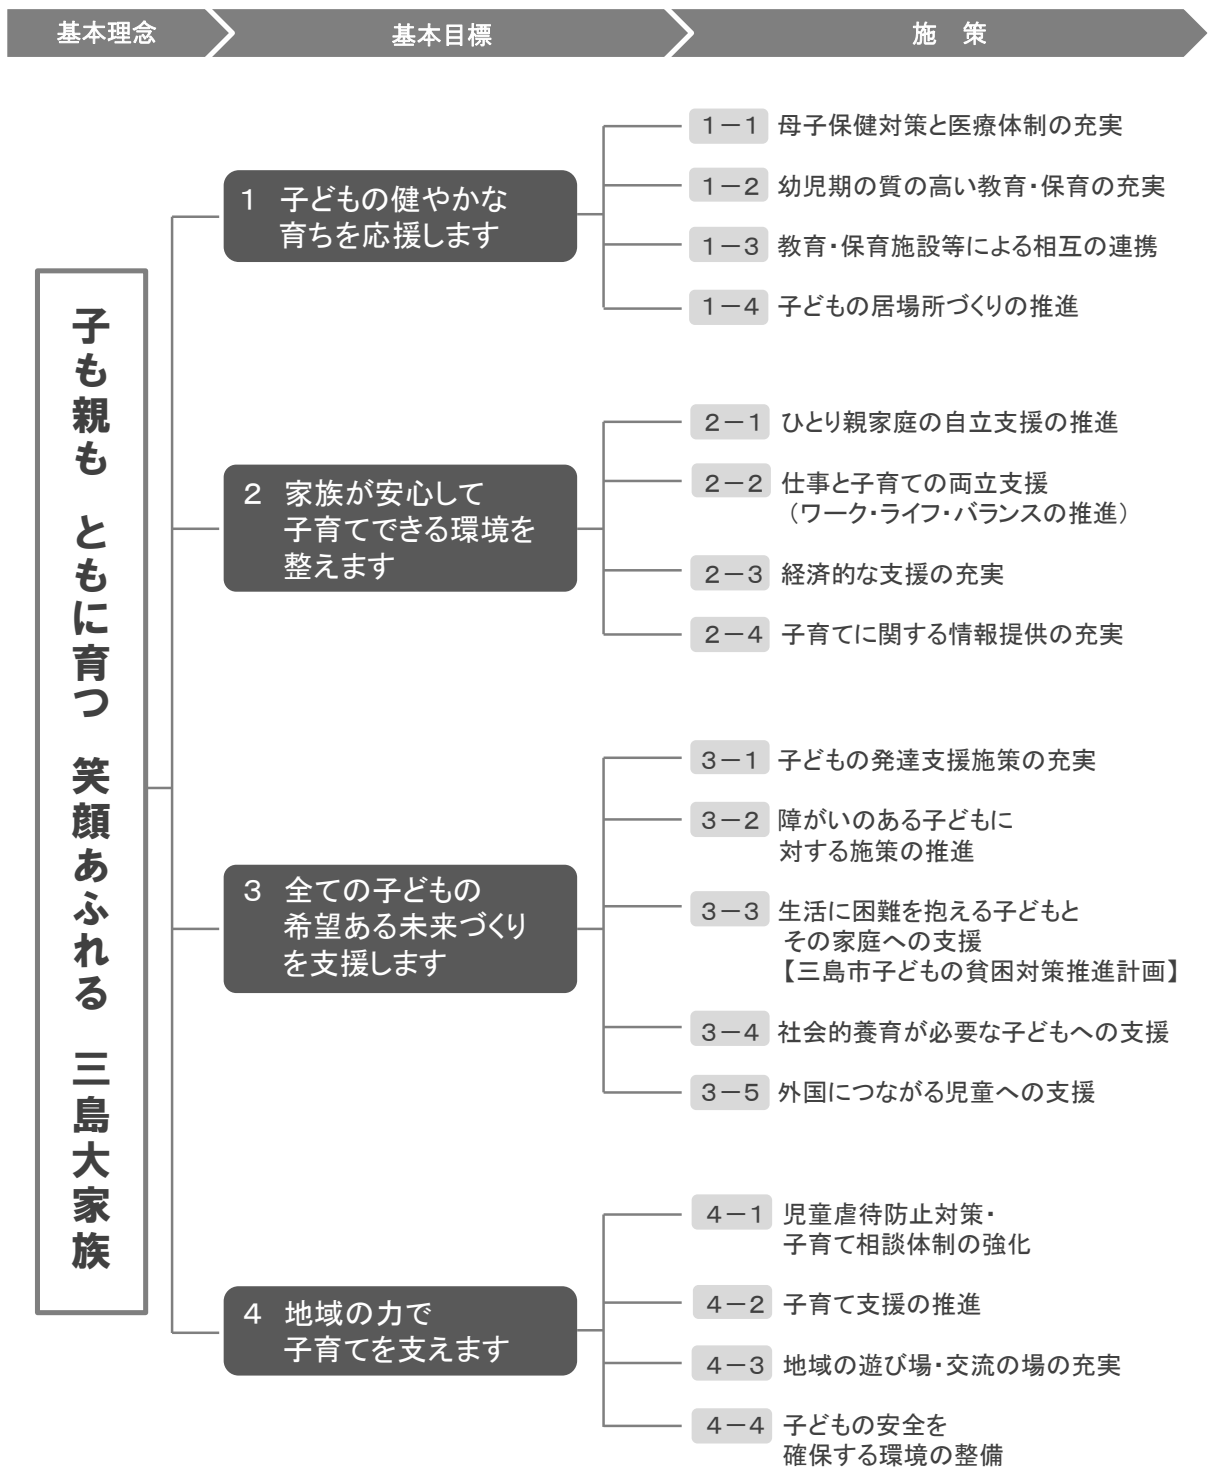 基本理念
基本目標
施　策
子も親も　ともに育つ　笑顔あふれる　三島大家族
1　子どもの健やかな
育ちを応援します
1－1 母子保健対策と医療体制の充実
1－2 幼児期の質の高い教育・保育の充実
1－3 教育・保育施設等による相互の連携
1－4 子どもの居場所づくりの推進
2　家族が安心して
子育てできる環境を
整えます
2－1 ひとり親家庭の自立支援の推進
2－2 仕事と子育ての両立支援
（ワーク・ライフ・バランスの推進）
2－3 経済的な支援の充実
2－4 子育てに関する情報提供の充実
3　全ての子どもの
希望ある未来づくり
を支援します
3－1 子どもの発達支援施策の充実
3－2 障がいのある子どもに
対する施策の推進
3－3 生活に困難を抱える子どもと
その家庭への支援
【三島市子どもの貧困対策推進計画】
3－4 社会的養育が必要な子どもへの支援
3－5 外国につながる児童への支援
4　地域の力で
子育てを支えます
4－1 児童虐待防止対策・
子育て相談体制の強化
4－2 子育て支援の推進
4－3 地域の遊び場・交流の場の充実
4－4 子どもの安全を
確保する環境の整備